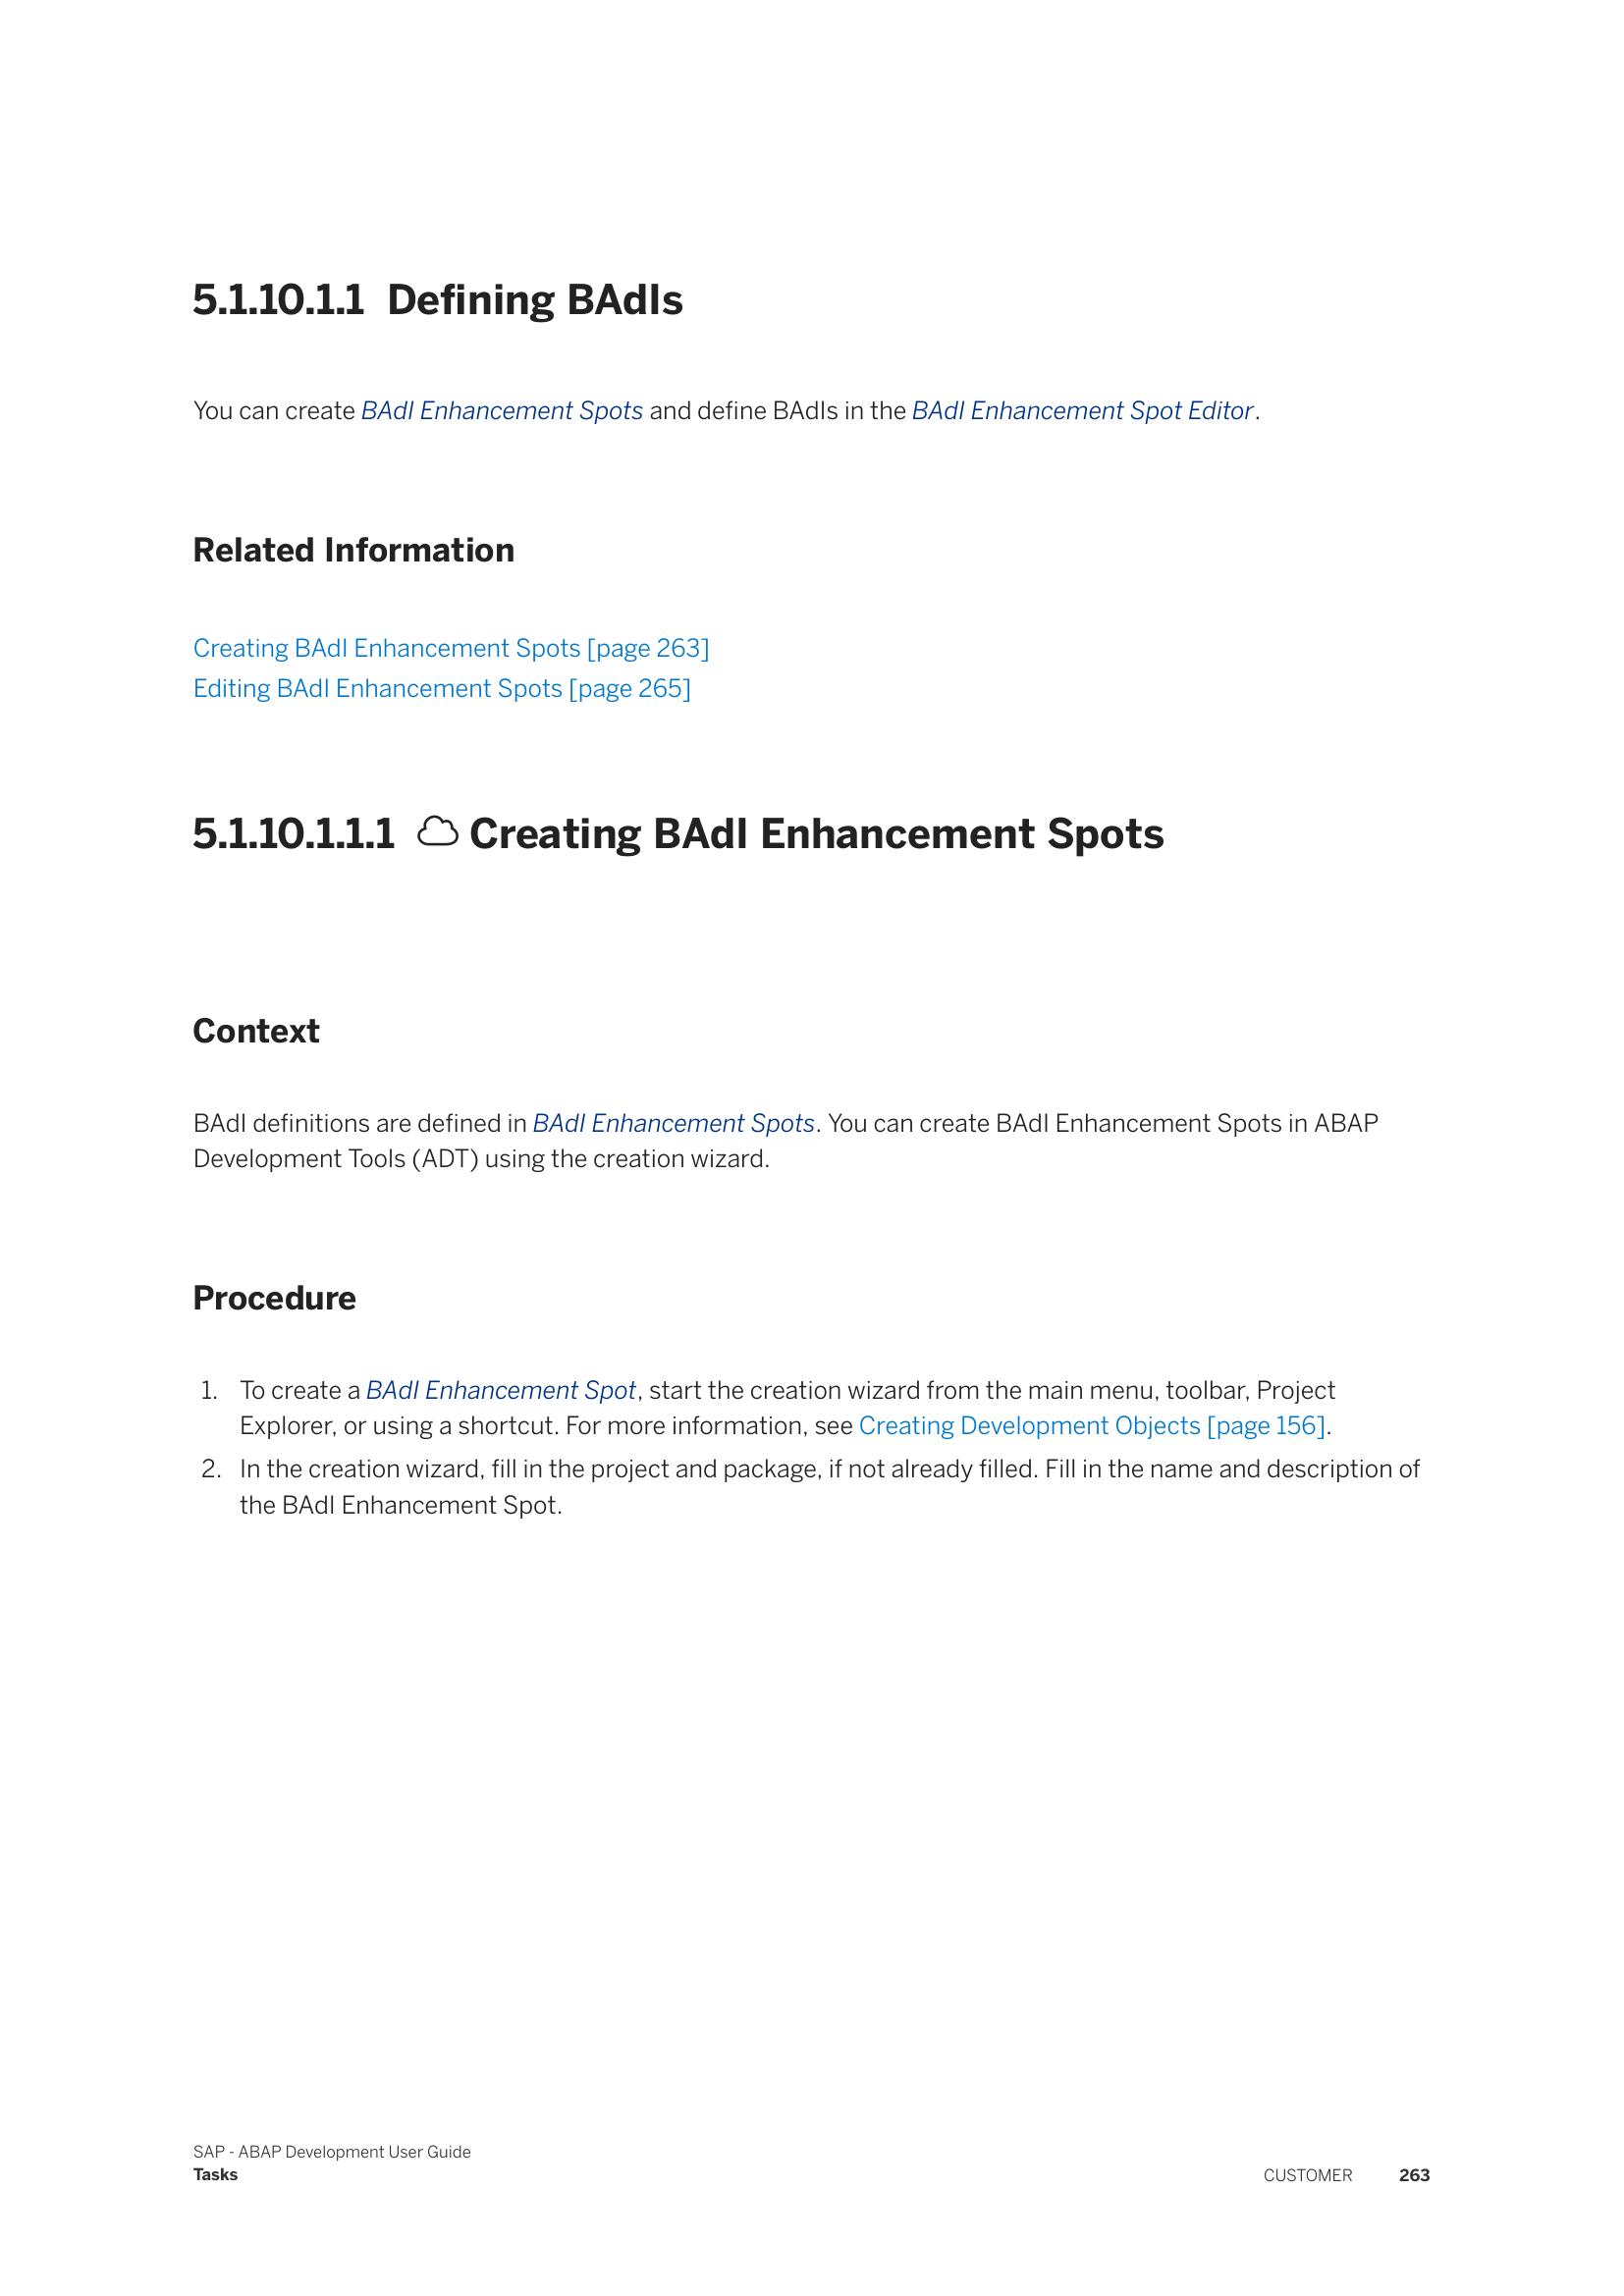 5.1.10.1.1 Defining BAdIs
You can create BAdI Enhancement Spots and define BAdIs in the BAdI Enhancement Spot Editor.
Related Information
Creating BAdI Enhancement Spots [page 263]
Editing BAdI Enhancement Spots [page 265]
5.1.10.1.1.1 Creating BAdI Enhancement Spots
Context
BAdI definitions are defined in BAdI Enhancement Spots. You can create BAdI Enhancement Spots in ABAP
Development Tools (ADT) using the creation wizard.
Procedure
1. To create a BAdI Enhancement Spot, start the creation wizard from the main menu, toolbar, Project
Explorer, or using a shortcut. For more information, see Creating Development Objects [page 156].
2. In the creation wizard, fill in the project and package, if not already filled. Fill in the name and description of
the BAdI Enhancement Spot.
SAP - ABAP Development User Guide
Tasks
CUSTOMER 263